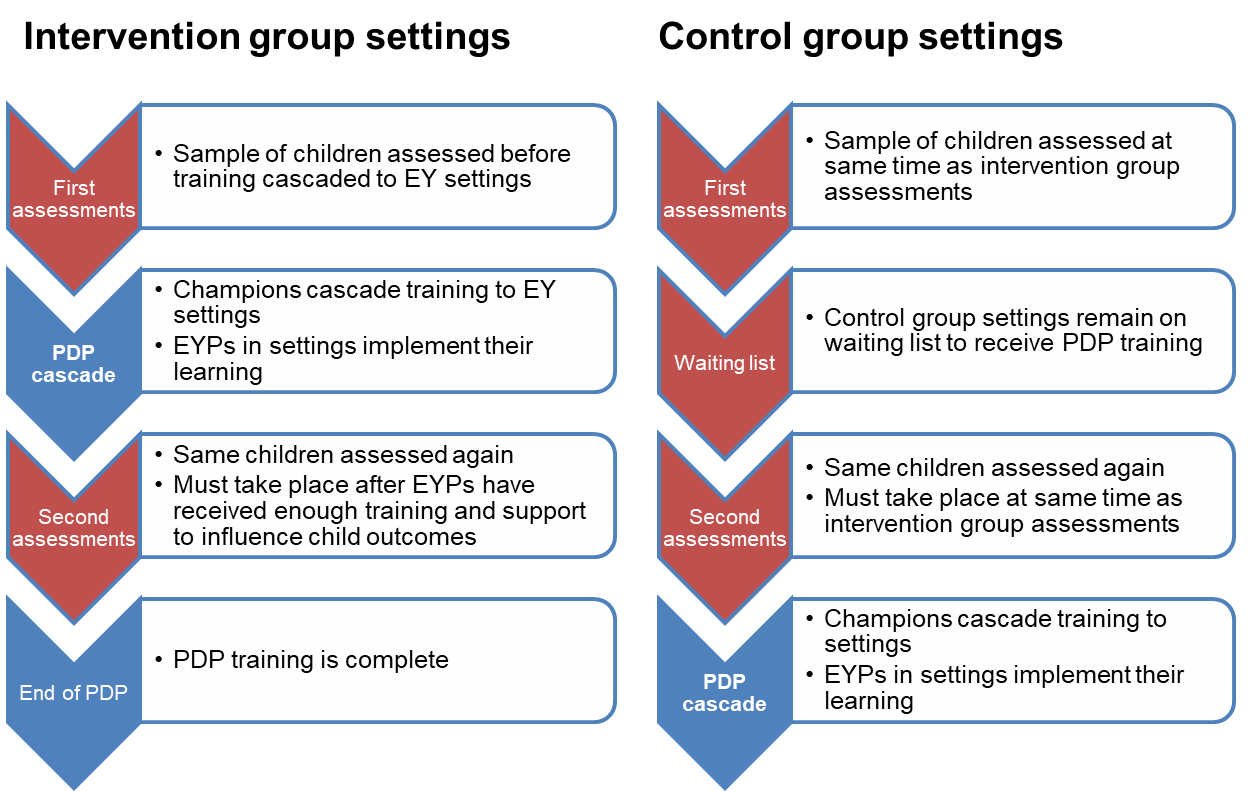 Intervention group settings
First
assessments
• Sample of children assessed before
training cascaded to EY settings
PDP
cascade
• Champions cascade training to EY
settings
• EYPs in settings implement their
learning
Second
assessments
• Same children assessed again
• Must take place after EYPs have
received enough training and support
to influence child outcomes
End of PDP
• PDP training is complete
Control group settings
First
assessments
• Sample of children assessed at
same time as intervention group
assessments
Waiting list
• Control group settings remain on
waiting list to receive PDP training
Second
assessments
• Same children assessed again
• Must take place at same time as
intervention group assessments
PDP
cascade
• Champions cascade training to
settings
• EYPs in settings implement their
learning